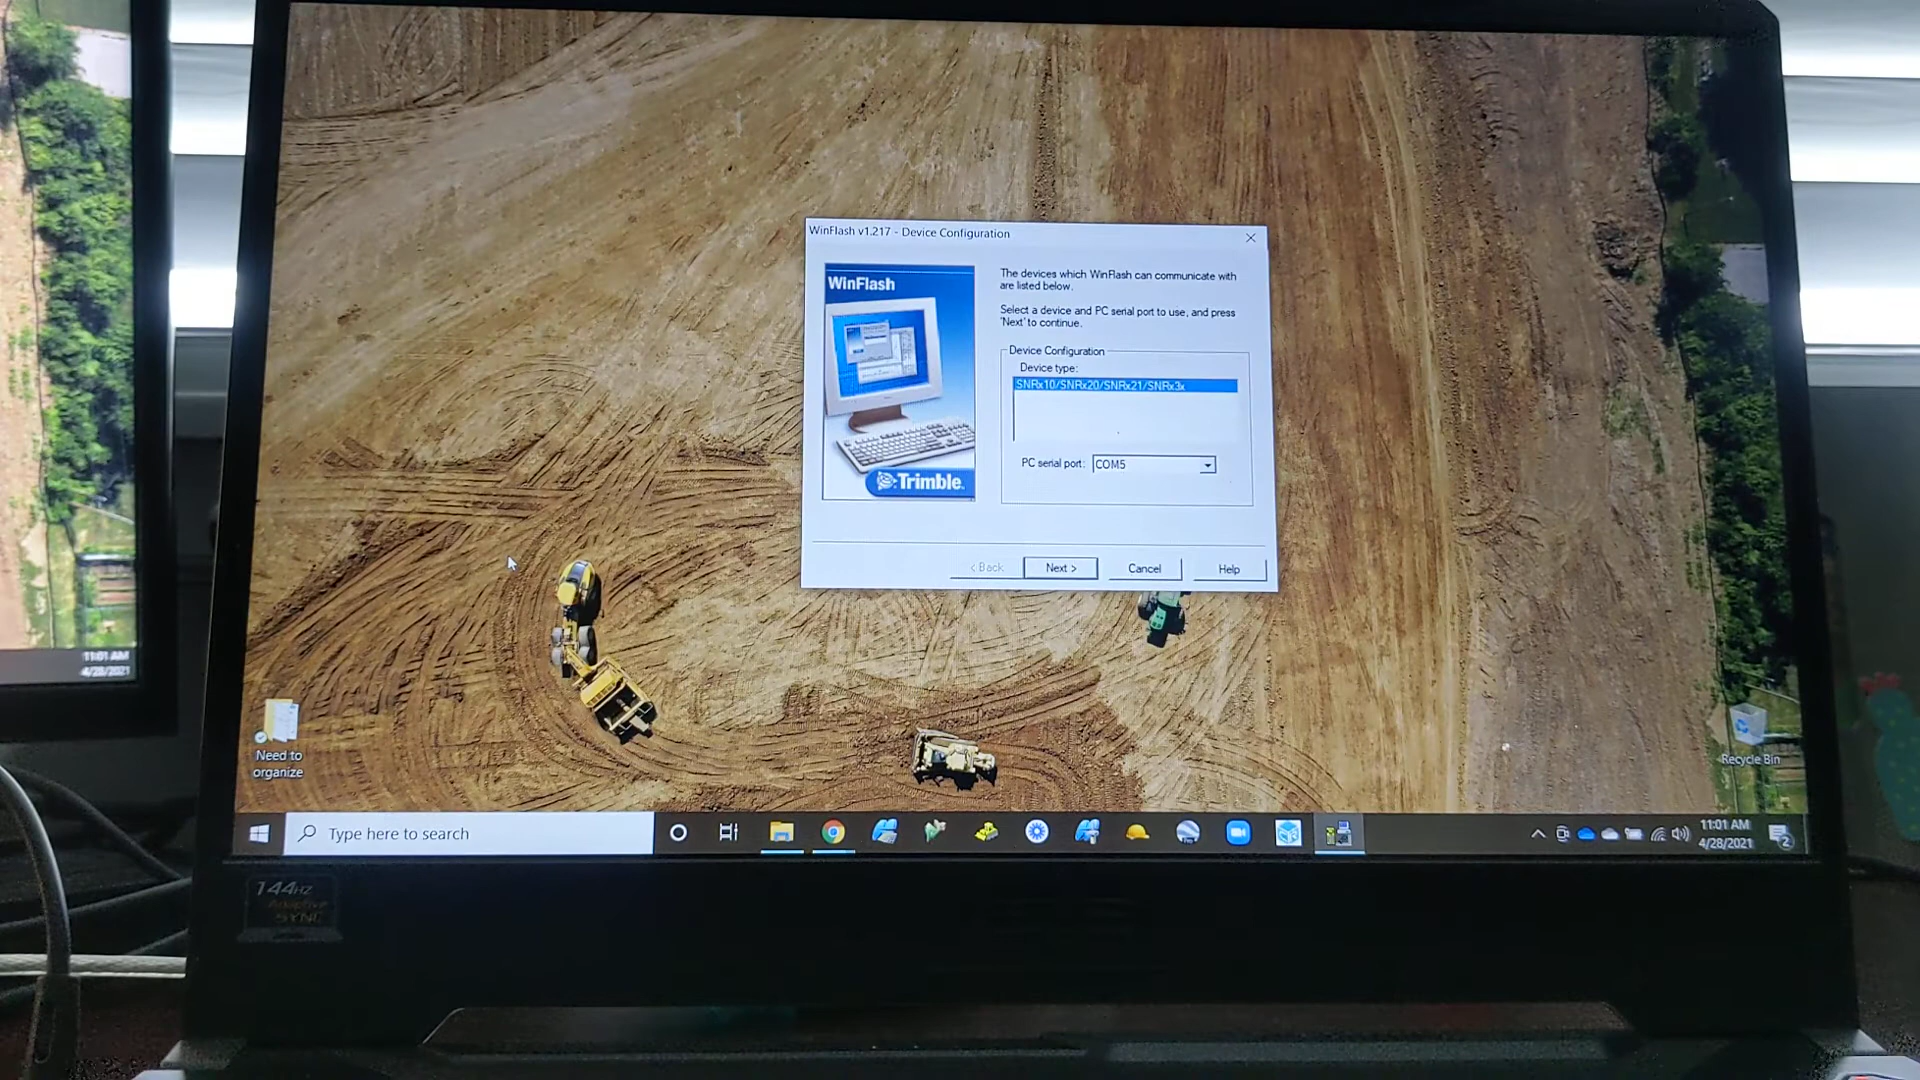 WinFlash v1.217 - Device Configuration
WinFlash
Trimble
The devices which WinFlash can communicate with
are listed below.
Select a device and PC serial port to use, and press
'Next' to continue.
Device Configuration
Device type:
SNRx10/SNRx20/SNRx21/SNRx3x
PC serial port: COM5
< Back
Next >
Cancel
Help
11:01 AM
4/28/2021
Need to
organize
Recycle Bin
Type here to search
11:01 AM
4/28/2021
2
144Hz
Adaptive
SYNC